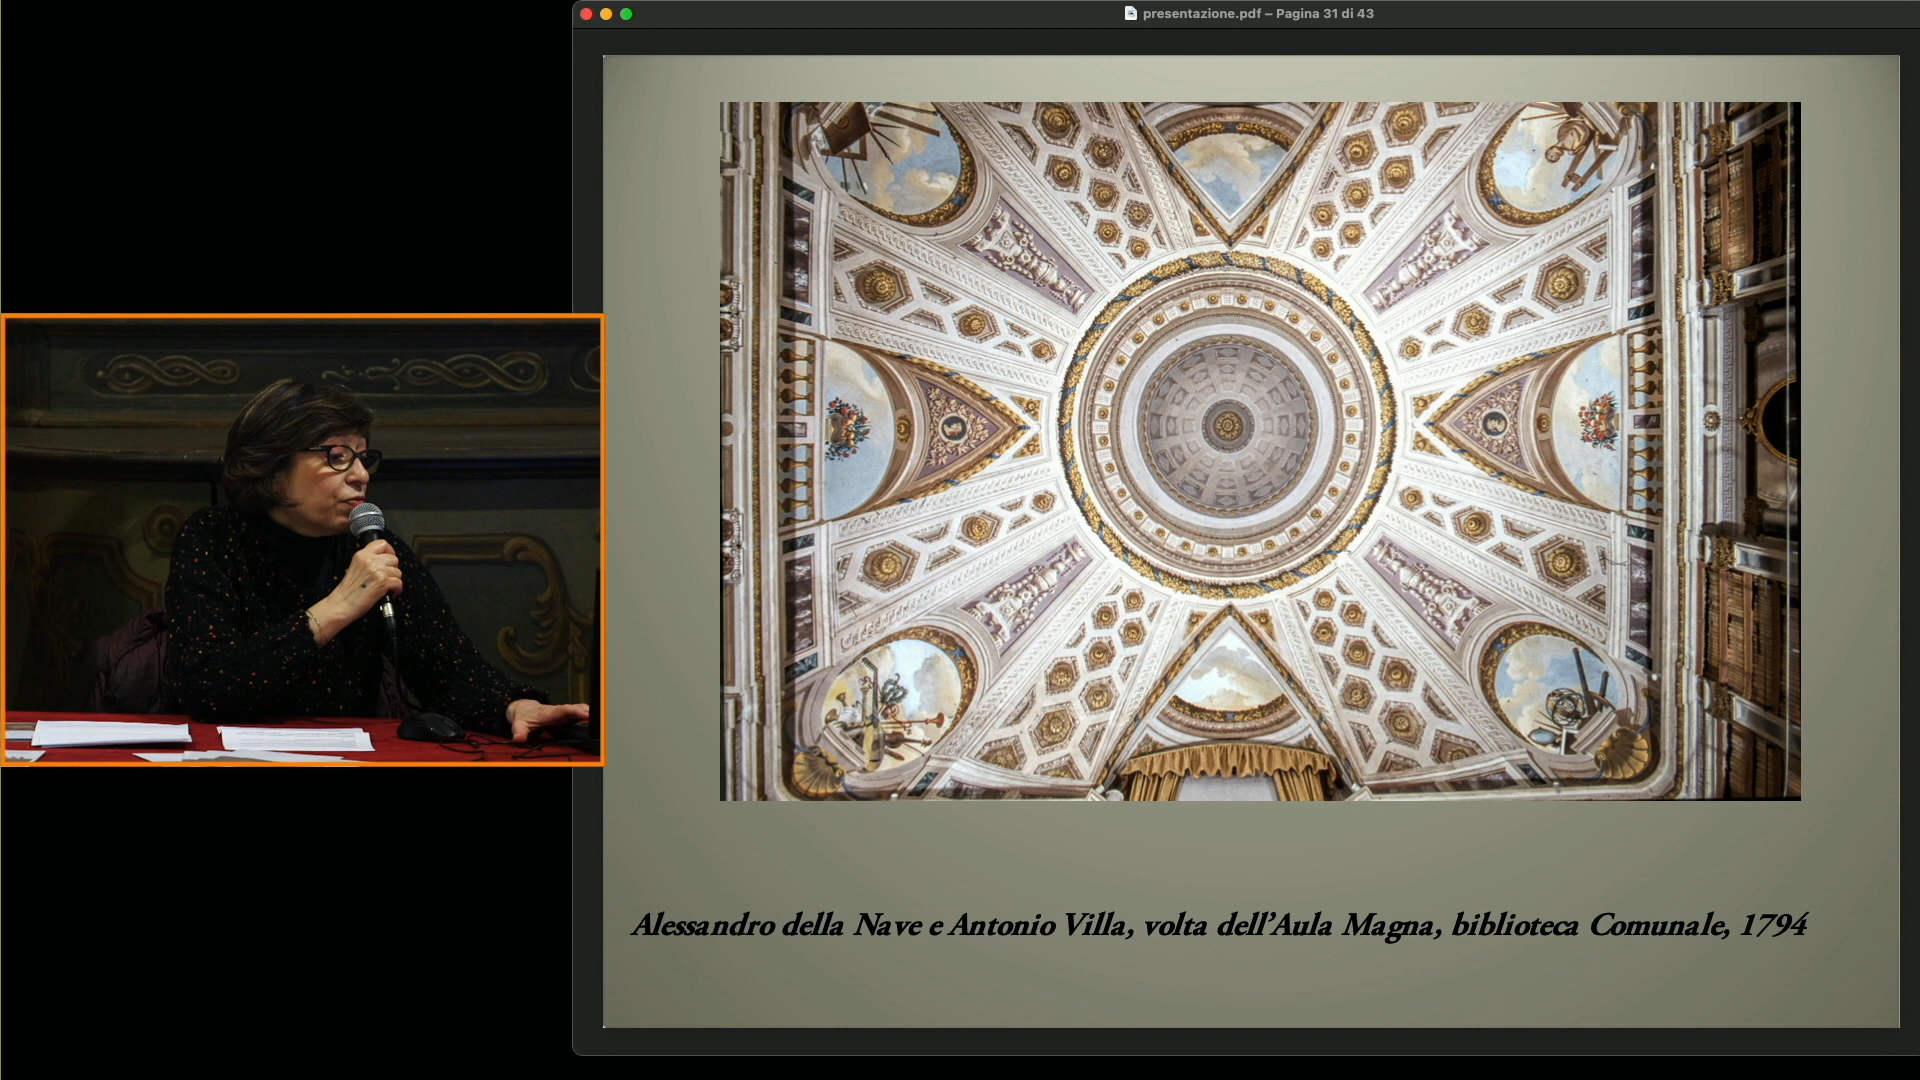 presentazione.pdf – Pagina 31 di 43
Alessandro della Nave e Antonio Villa, volta dell’Aula Magna, biblioteca Comunale, 1794